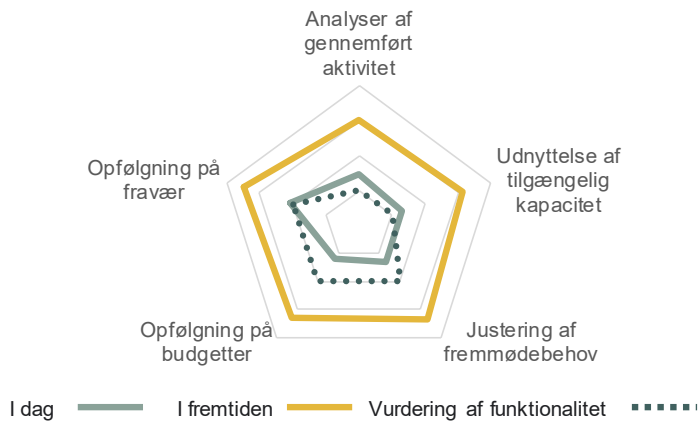 Analyser af
gennemført
aktivitet
Opfølgning på
fravær
Udnyttelse af
tilgængelig
kapacitet
Opfølgning på
budgetter
Justering af
fremmødebehov
I dag
I fremtiden
Vurdering af funktionalitet